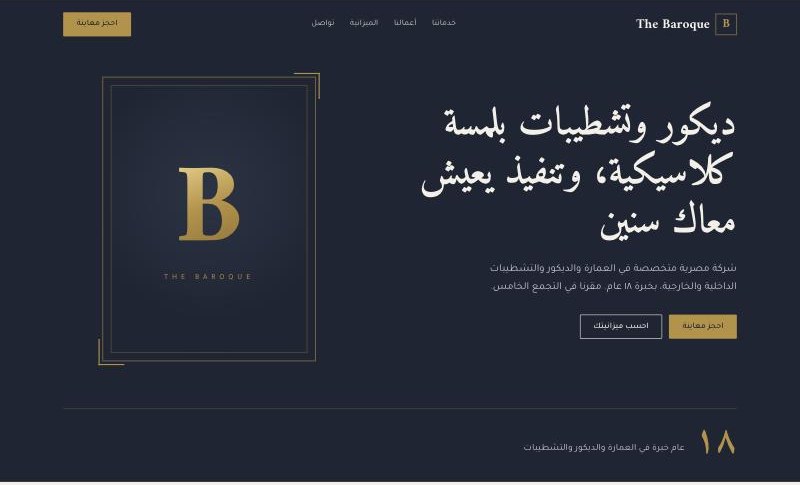 B
The Baroque
خدماتنا
أعمالنا
الميزانية
تواصل
احجز معاينة
ديكور وتشطيبات بلمسة
كلاسيكية، وتنفيذ يعيش
معاك سنين
شركة مصرية متخصصة في العمارة والديكور والتشطيبات
الداخلية والخارجية، بخبرة ١٨ عام. مقرنا في التجمع الخامس.
احجز معاينة
احسب ميزانيتك
B
THE BAROQUE
١٨
عام خبرة في العمارة والديكور والتشطيبات